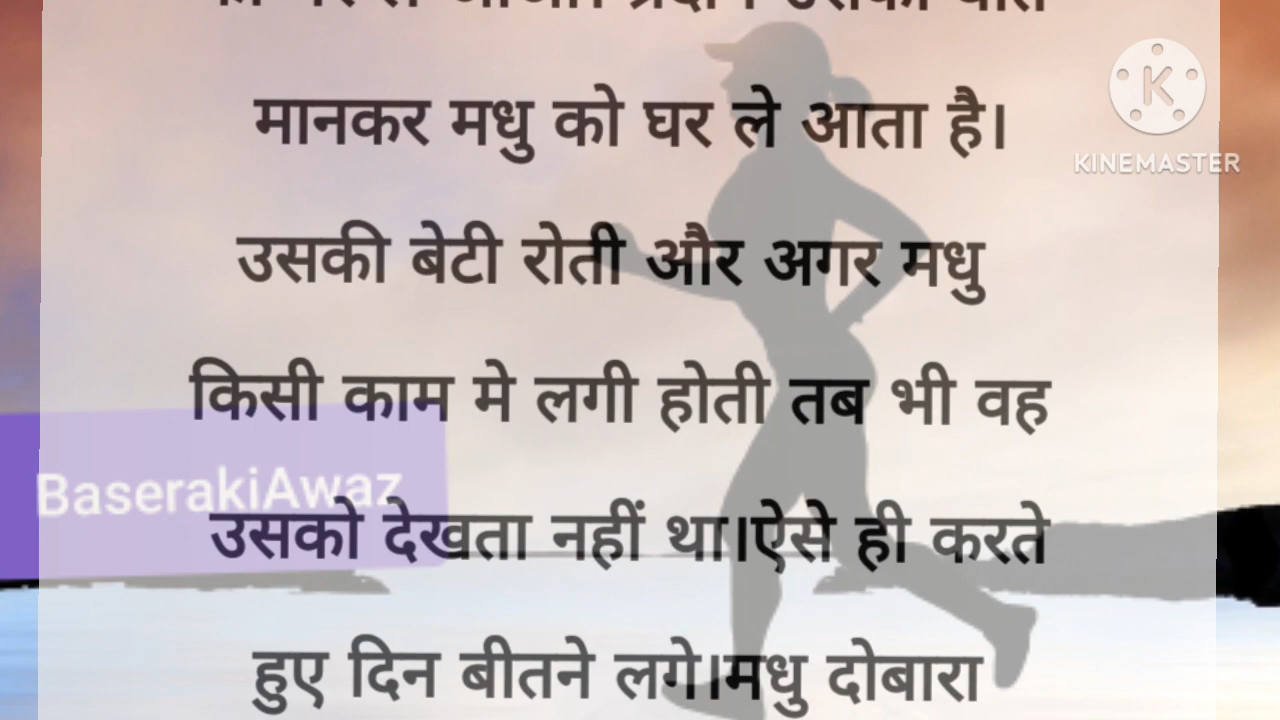 मानकर मधु को घर ले आता है।
KINEMASTER
उसकी बेटी रोती और अगर मधु
किसी काम मे लगी होती तब भी वह
BaserakiAwaz
उसको देखता नहीं था।ऐसे ही करते
हुए दिन बीतने लगे।मधु दोबारा